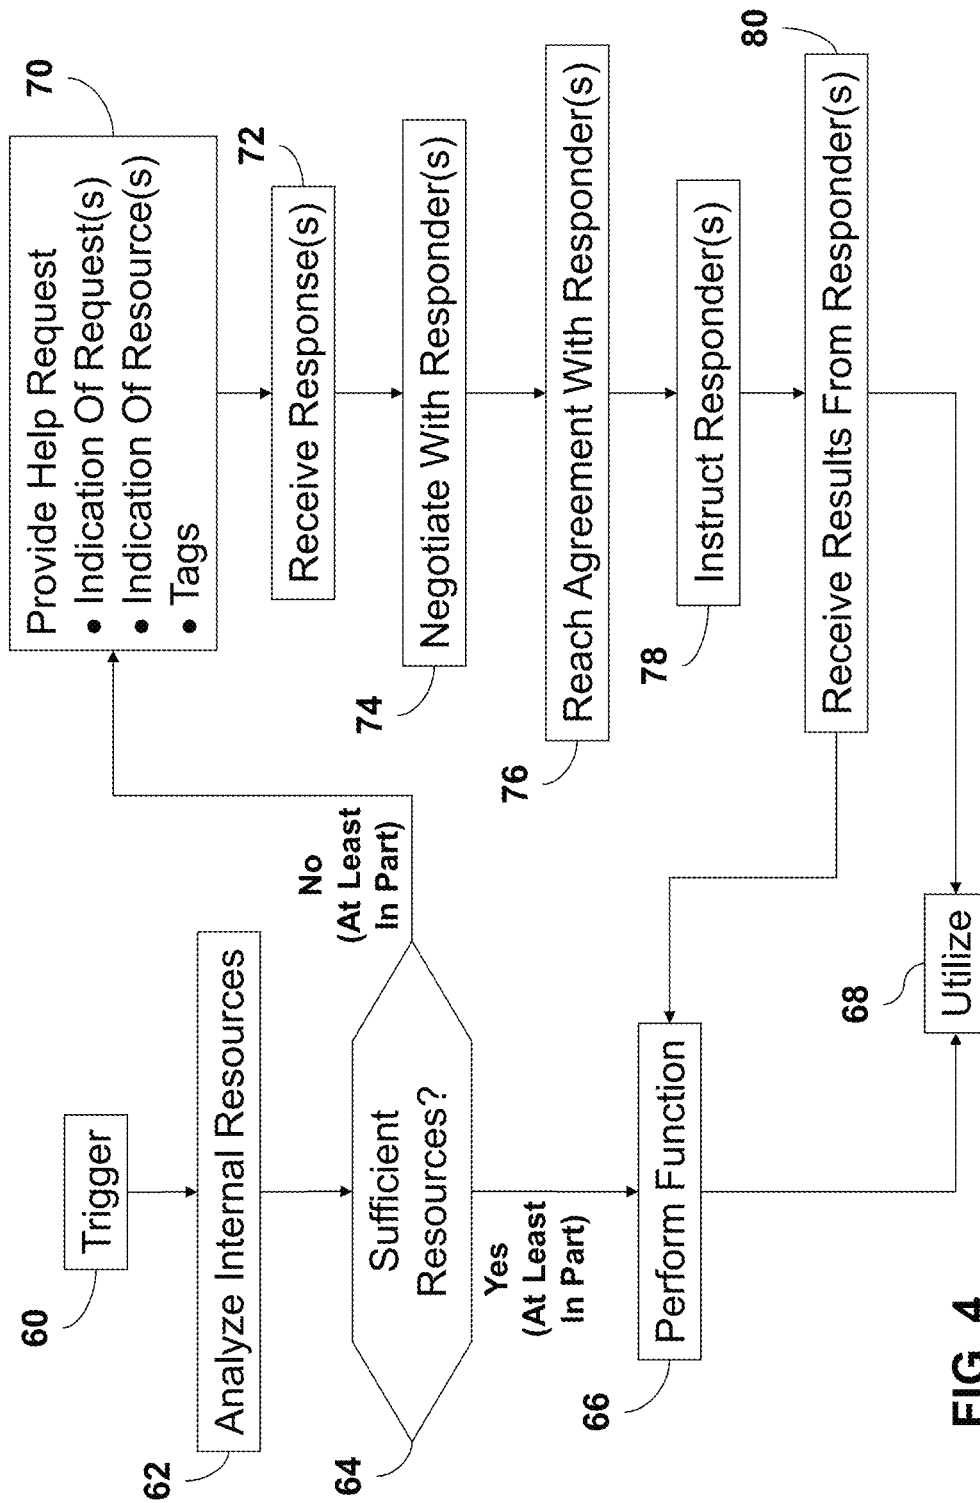 60
Trigger
62
Analyze Internal Resources
64
Sufficient
Resources?
No
(At Least
In Part)
Yes
(At Least
In Part)
66
Perform Function
68
Utilize
70
Provide Help Request
• Indication Of Request(s)
• Indication Of Resource(s)
• Tags
72
Receive Response(s)
74
Negotiate With Responder(s)
76
Reach Agreement With Responder(s)
78
Instruct Responder(s)
80
Receive Results From Responder(s)
FIG. 4